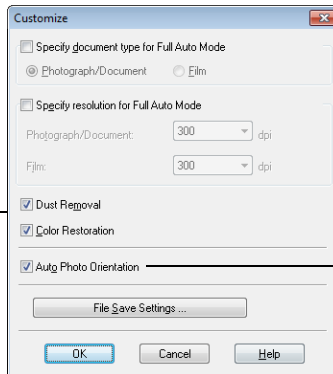 Customize
Specify document type for Full Auto Mode
Photograph/Document Film
Specify resolution for Full Auto Mode
Photograph/Document: 300 dpi
Film: 300 dpi
Dust Removal
Color Restoration
Auto Photo Orientation
File Save Settings ...
OK Cancel Help